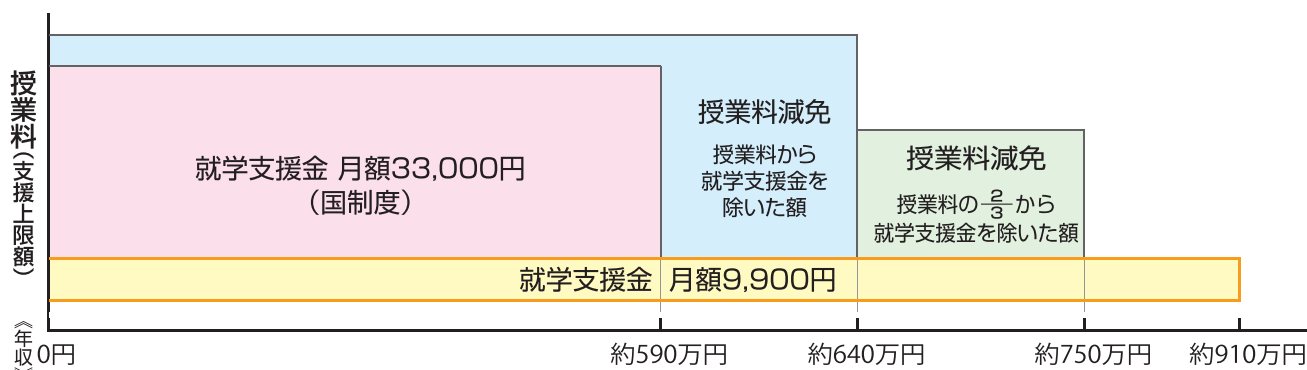 授業料(支援上限額)
就学支援金 月額33,000円
(国制度)
授業料減免
授業料から
就学支援金を
除いた額
授業料減免
授業料の2/3から
就学支援金を除いた額
就学支援金 月額9,900円
《年収》
0円
約590万円
約640万円
約750万円
約910万円